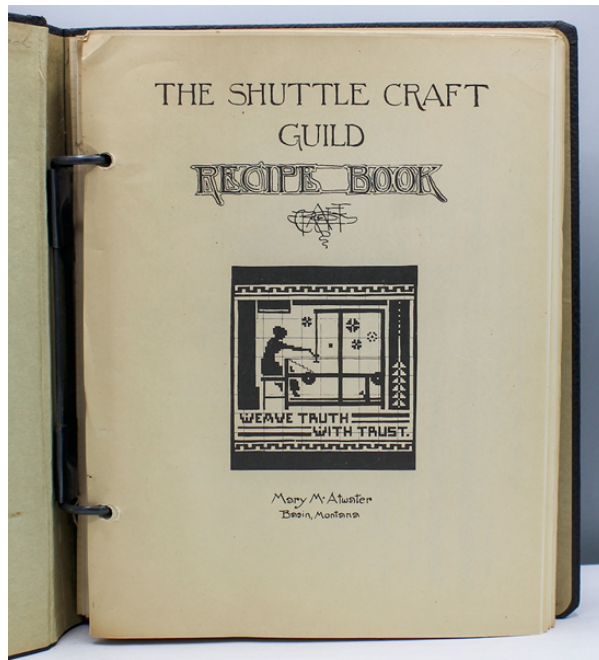 THE SHUTTLE CRAFT
GUILD
RECIPE BOOK
WEAVE TRUTH
WITH TRUST.
Mary M. Atwater
Basin, Montana